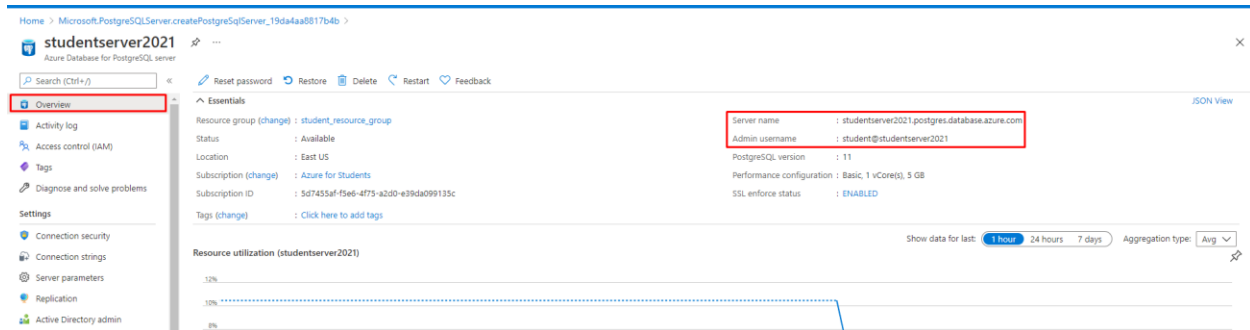 Home > Microsoft.PostgreSQLServer.createPostgreSqlServer_19da4aa8817b4b >
studentserver2021 ...
Azure Database for PostgreSQL server
Search (Ctrl+/) «
Reset password Restore Delete Restart Feedback
Overview
Activity log
Access control (IAM)
Tags
Diagnose and solve problems
Settings
Connection security
Connection strings
Server parameters
Replication
Active Directory admin
Essentials
JSON View
Resource group (change) : student_resource_group
Status : Available
Location : East US
Subscription (change) : Azure for Students
Subscription ID : 5d7455af-f5e6-4f75-a2d0-e39da099135c
Tags (change) : Click here to add tags
Server name : studentserver2021.postgres.database.azure.com
Admin username : student@studentserver2021
PostgreSQL version : 11
Performance configuration : Basic, 1 vCore(s), 5 GB
SSL enforce status : ENABLED
Show data for last: 1 hour 24 hours 7 days Aggregation type: Avg
Resource utilization (studentserver2021)
12%
10%
8%